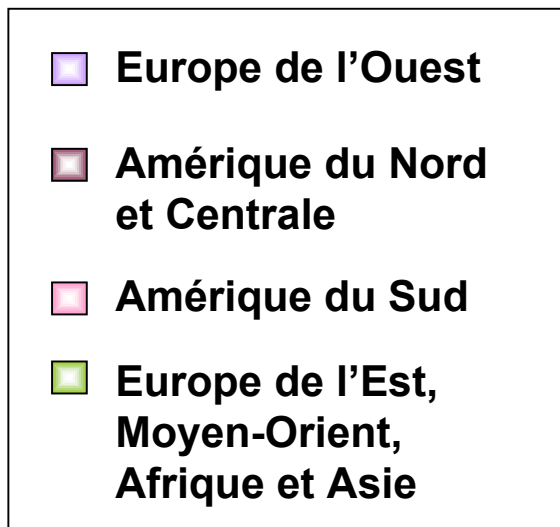 Europe de l’Ouest
Amérique du Nord
et Centrale
Amérique du Sud
Europe de l’Est,
Moyen-Orient,
Afrique et Asie